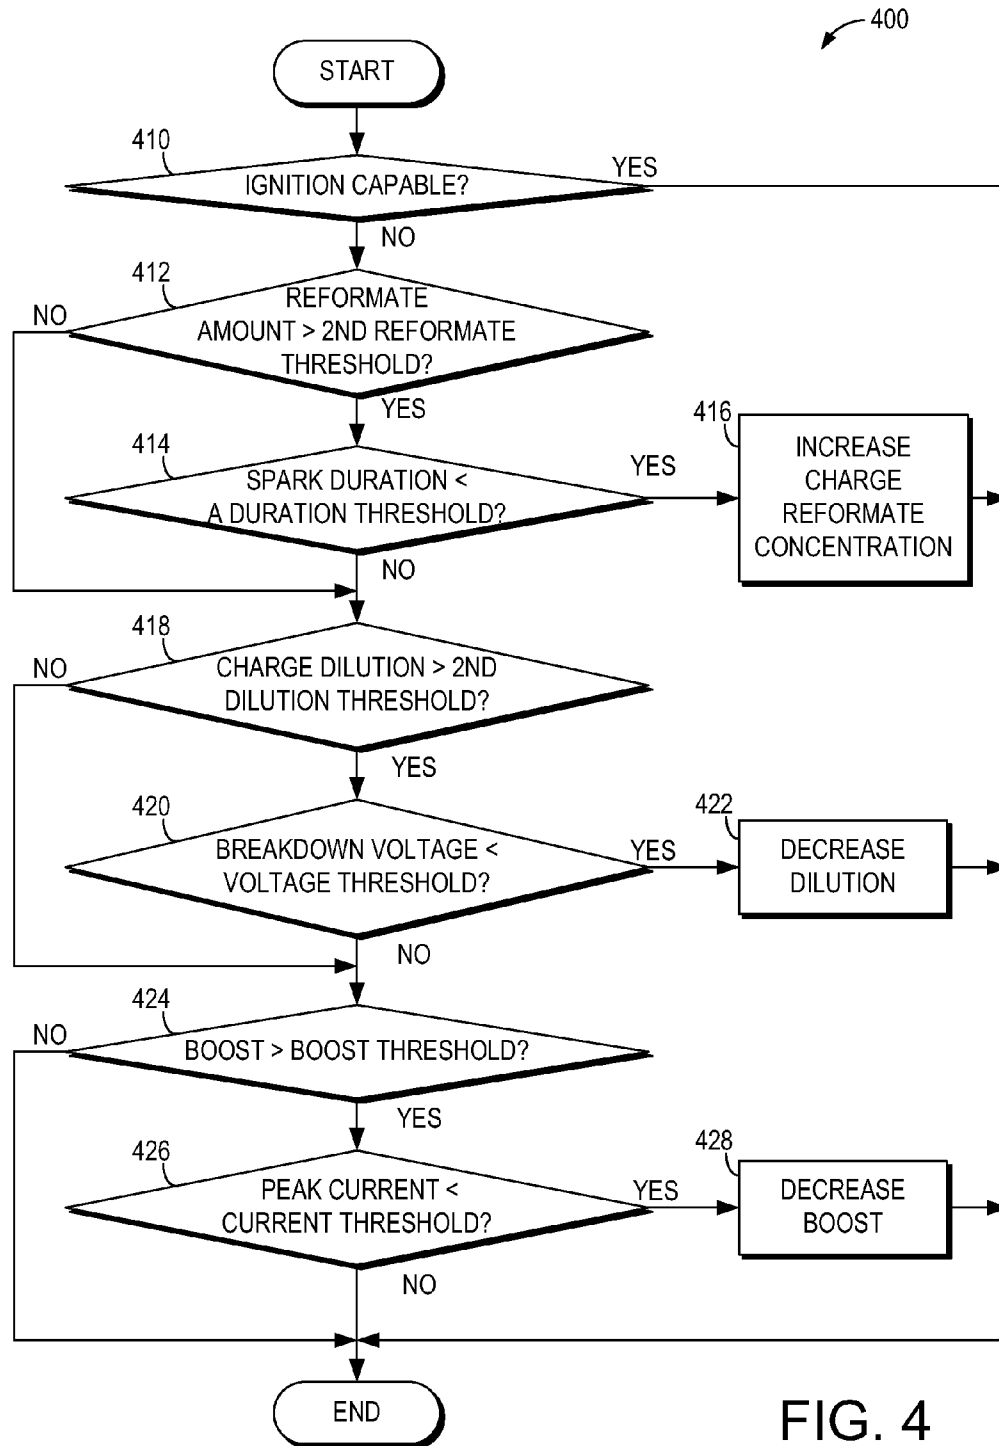 400
START
410
YES
IGNITION CAPABLE?
NO
412
NO
REFORMATE
AMOUNT > 2ND REFORMATE
THRESHOLD?
YES
414
SPARK DURATION <
A DURATION THRESHOLD?
YES
416
INCREASE
CHARGE
REFORMATE
CONCENTRATION
NO
418
NO
CHARGE DILUTION > 2ND
DILUTION THRESHOLD?
YES
420
BREAKDOWN VOLTAGE <
VOLTAGE THRESHOLD?
YES
422
DECREASE
DILUTION
NO
424
NO
BOOST > BOOST THRESHOLD?
YES
426
PEAK CURRENT <
CURRENT THRESHOLD?
YES
428
DECREASE
BOOST
NO
END
FIG. 4